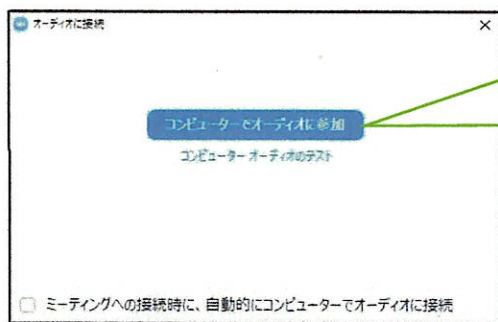 オーディオに接続
コンピューターでオーディオに参加
コンピューター オーディオのテスト
ミーティングへの接続時に、自動的にコンピューターでオーディオに接続